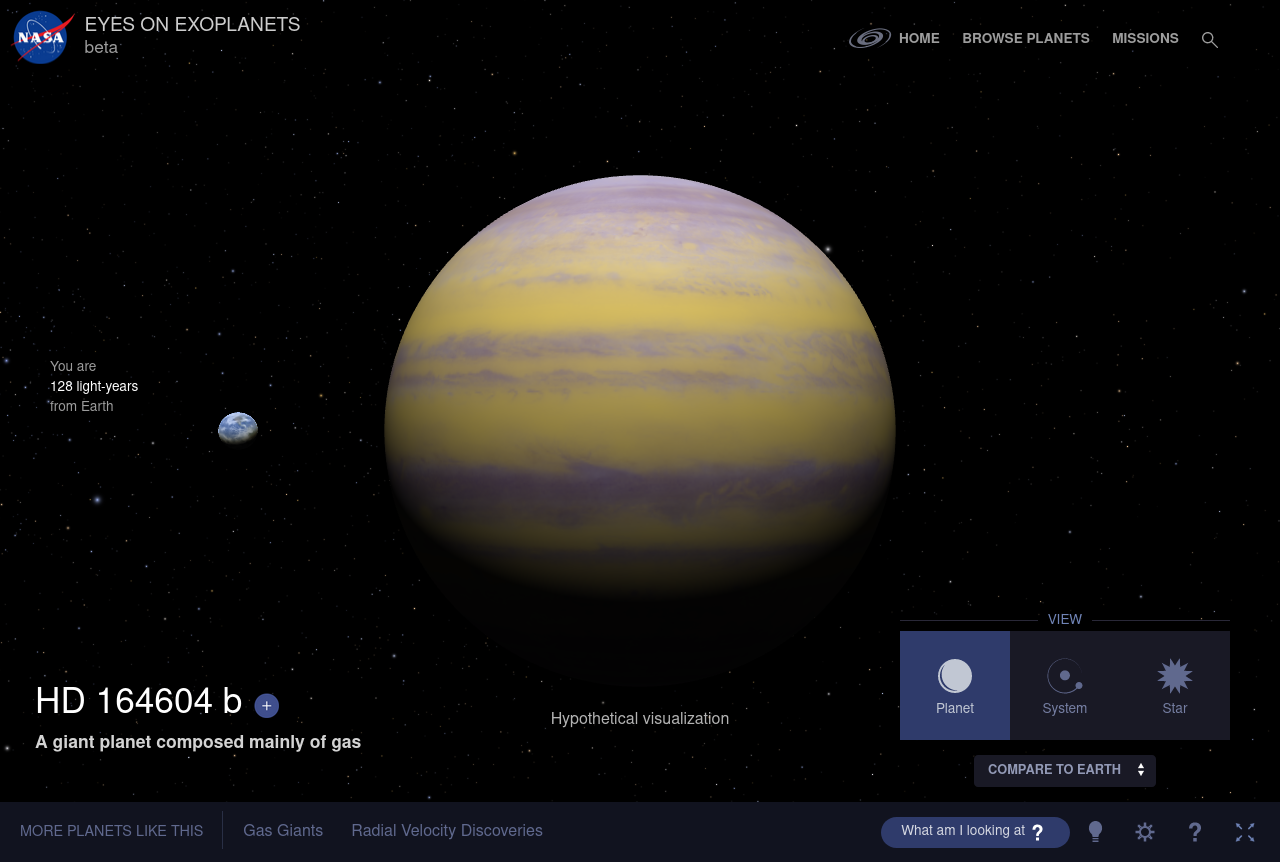 NASA
EYES ON EXOPLANETS
beta
HOME
BROWSE PLANETS
MISSIONS
You are
128 light-years
from Earth
VIEW
Planet
System
Star
HD 164604 b +
A giant planet composed mainly of gas
Hypothetical visualization
COMPARE TO EARTH
MORE PLANETS LIKE THIS
Gas Giants
Radial Velocity Discoveries
What am I looking at ?
?